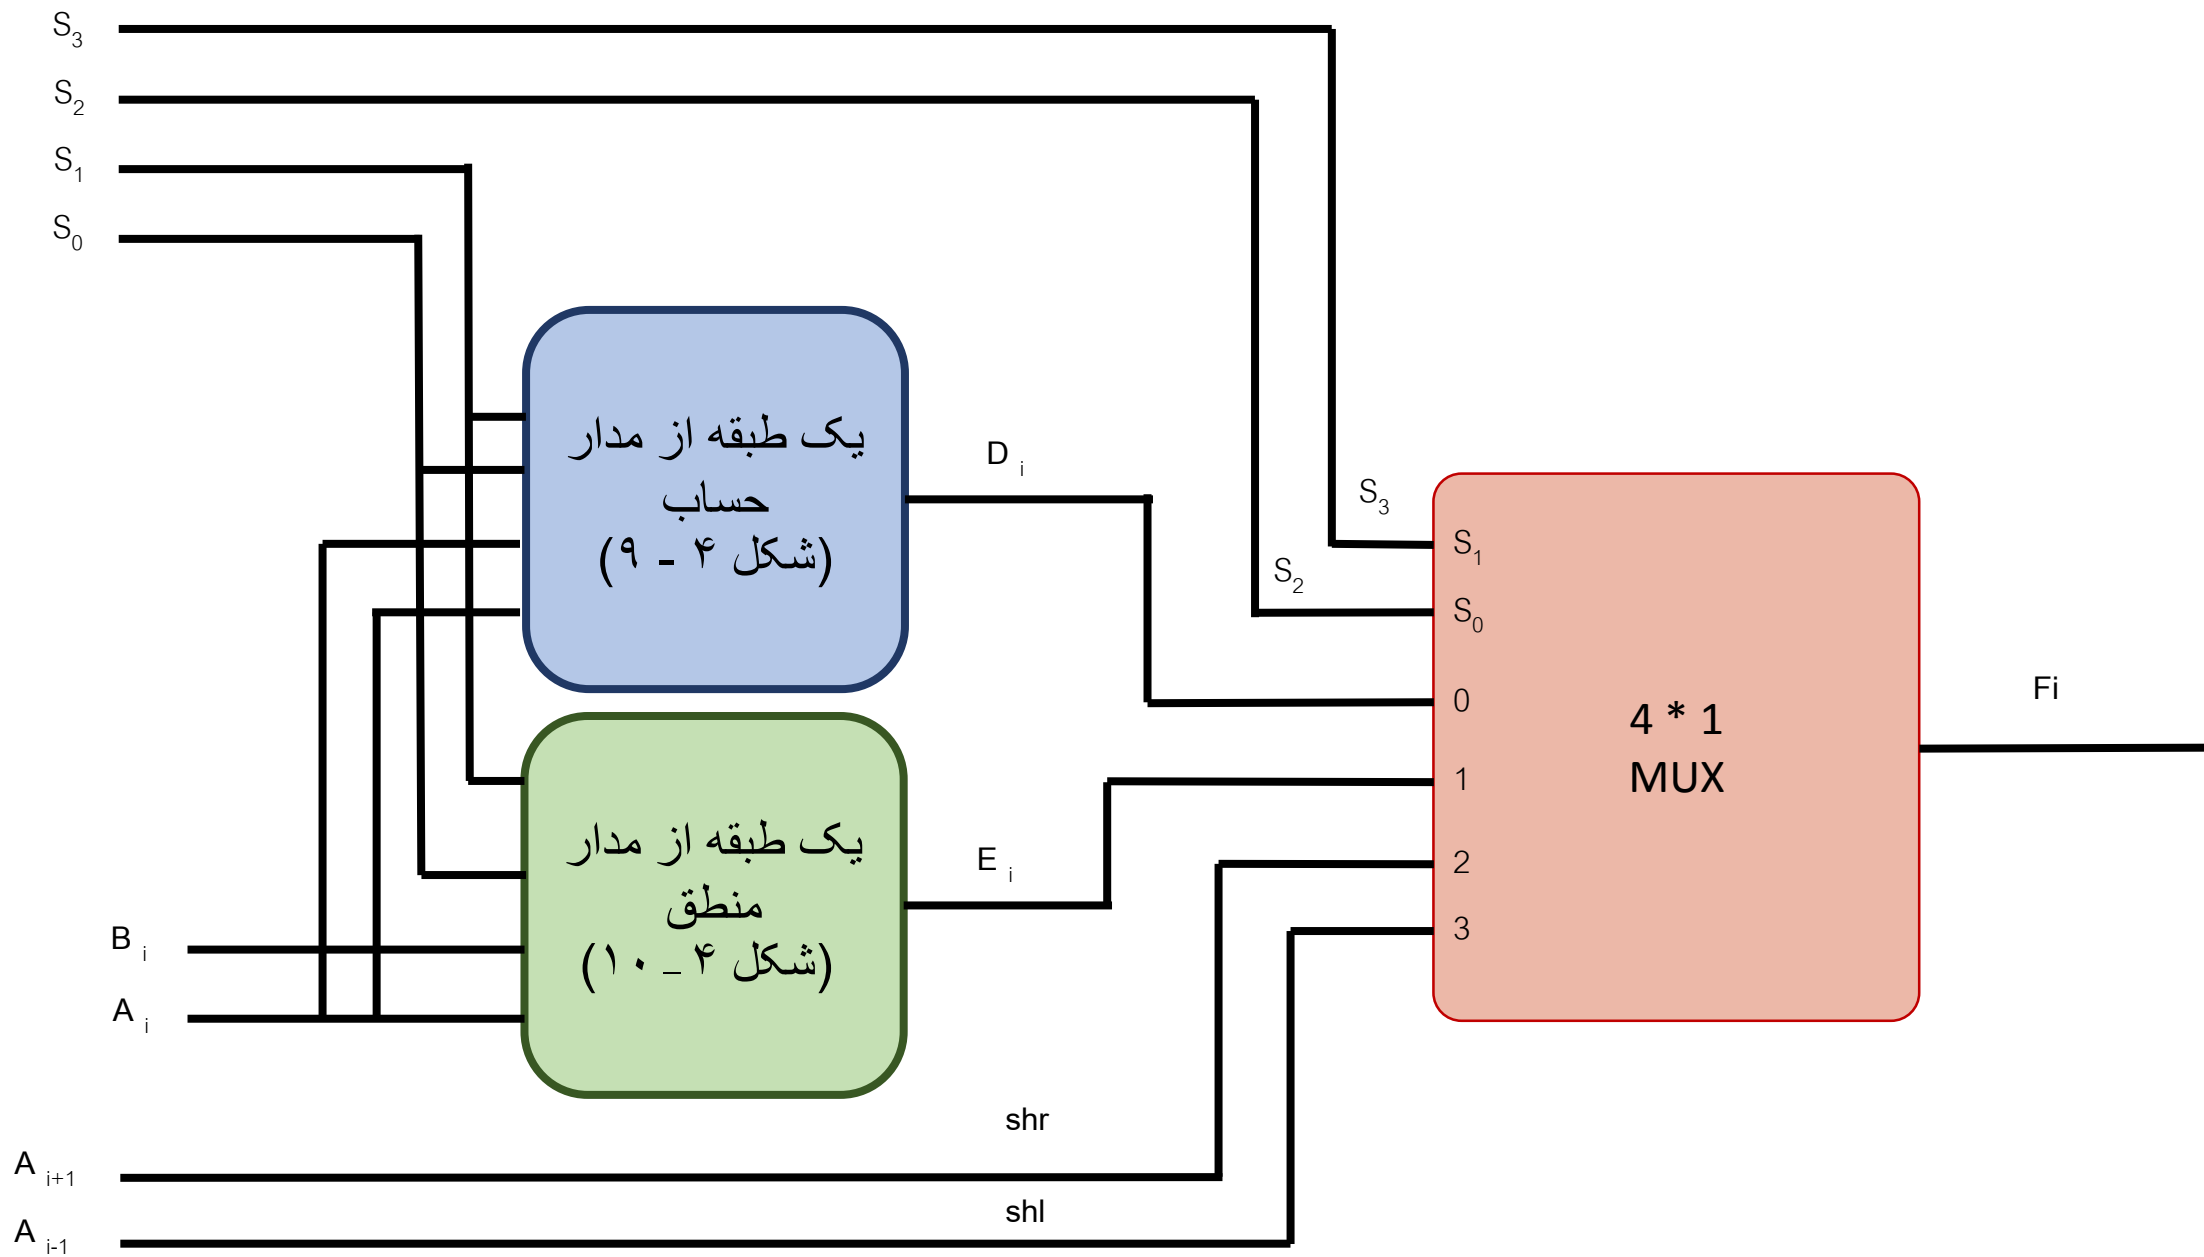 S3
S2
S1
S0
یک طبقه از مدار
حساب
(شکل ۴ - ۹)
D i
S3
S2
S1
S0
0
1
2
3
4 * 1
MUX
Fi
یک طبقه از مدار
منطق
(شکل ۴ – ۱۰)
E i
B i
A i
shr
A i+1
shl
A i-1